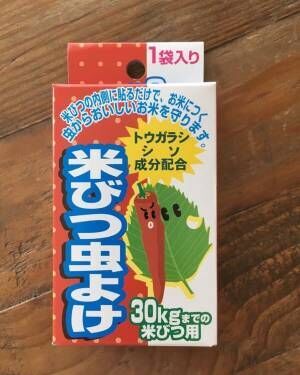 1袋入り
米びつの内側に貼るだけで、お米につく
虫からおいしいお米を守ります。
トウガラシ
シソ
成分配合
米びつ虫よけ
30kgまでの
米びつ用